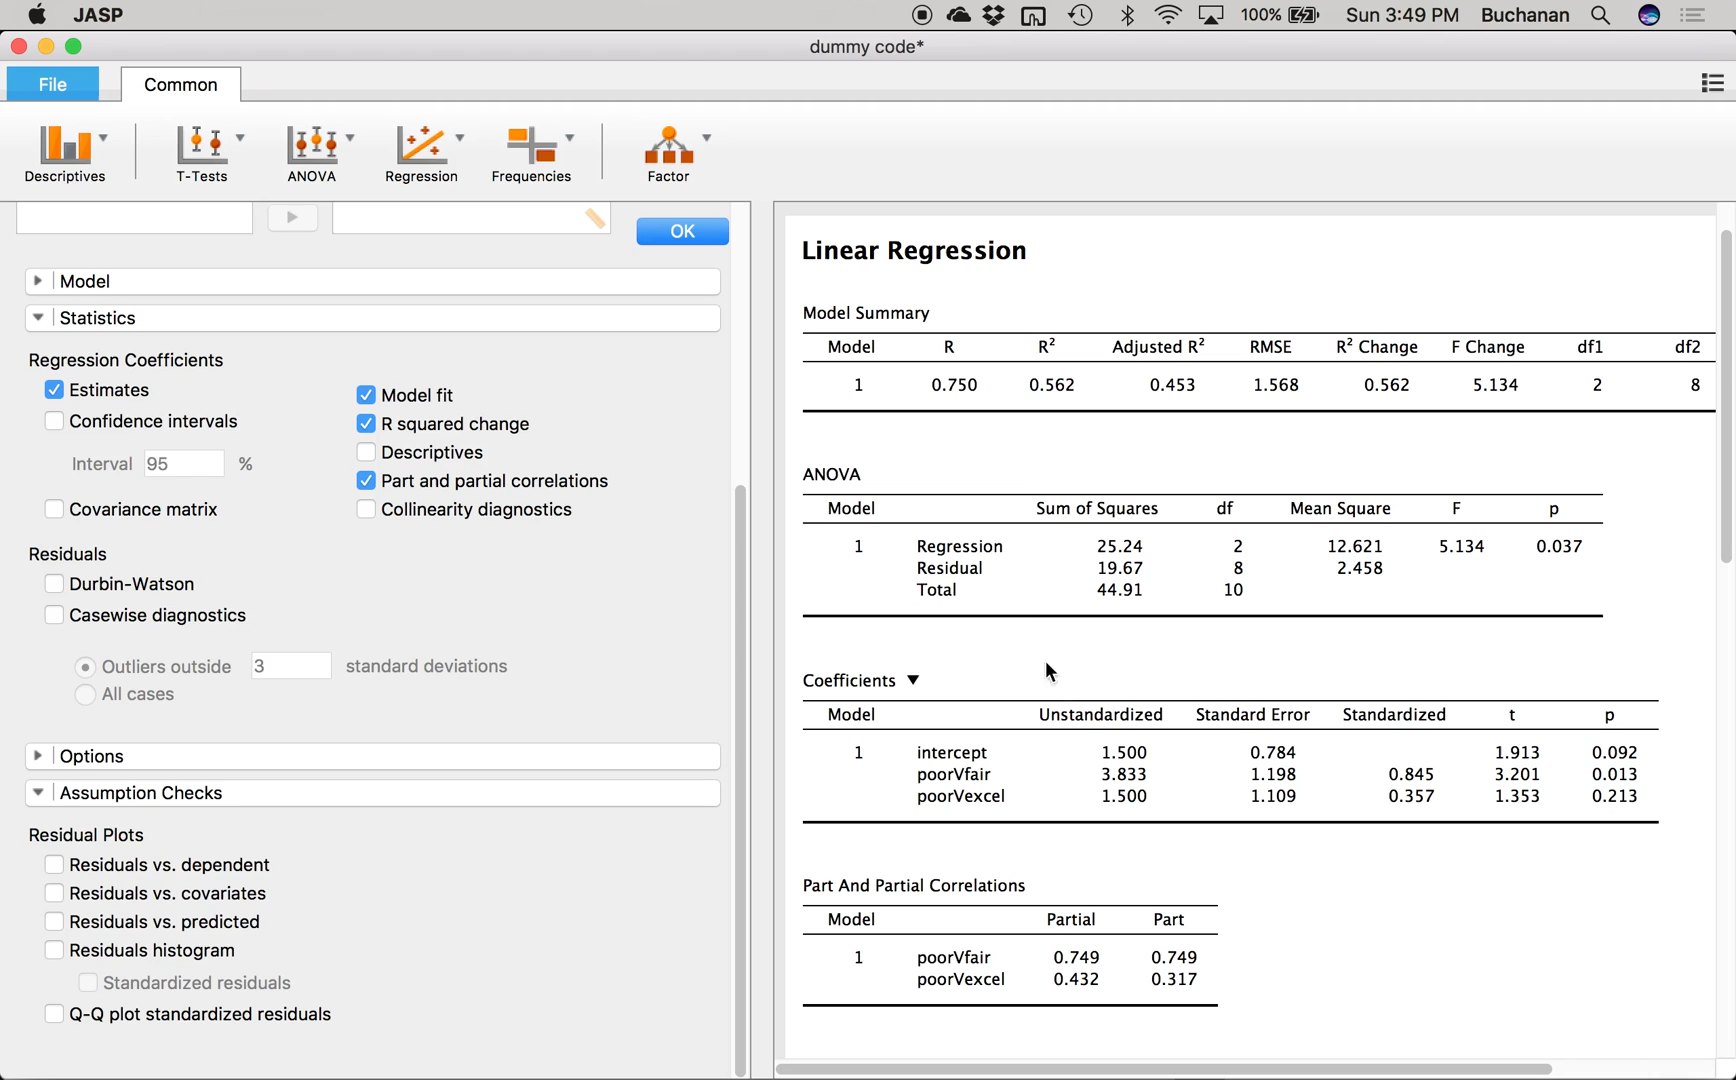 JASP 100% Sun 3:49 PM Buchanan
dummy code*
File Common
Descriptives T-Tests ANOVA Regression Frequencies Factor
OK
Model
Statistics
Regression Coefficients
Estimates
Confidence intervals
Interval 95 %
Covariance matrix
Model fit
R squared change
Descriptives
Part and partial correlations
Collinearity diagnostics
Residuals
Durbin-Watson
Casewise diagnostics
Outliers outside 3 standard deviations
All cases
Options
Assumption Checks
Residual Plots
Residuals vs. dependent
Residuals vs. covariates
Residuals vs. predicted
Residuals histogram
Standardized residuals
Q-Q plot standardized residuals
Linear Regression
Model Summary
Model R R² Adjusted R² RMSE R² Change F Change df1 df2
1 0.750 0.562 0.453 1.568 0.562 5.134 2 8
ANOVA
Model Sum of Squares df Mean Square F p
1 Regression 25.24 2 12.621 5.134 0.037
Residual 19.67 8 2.458
Total 44.91 10
Coefficients
Model Unstandardized Standard Error Standardized t p
1 intercept 1.500 0.784 1.913 0.092
poorVfair 3.833 1.198 0.845 3.201 0.013
poorVexcel 1.500 1.109 0.357 1.353 0.213
Part And Partial Correlations
Model Partial Part
1 poorVfair 0.749 0.749
poorVexcel 0.432 0.317